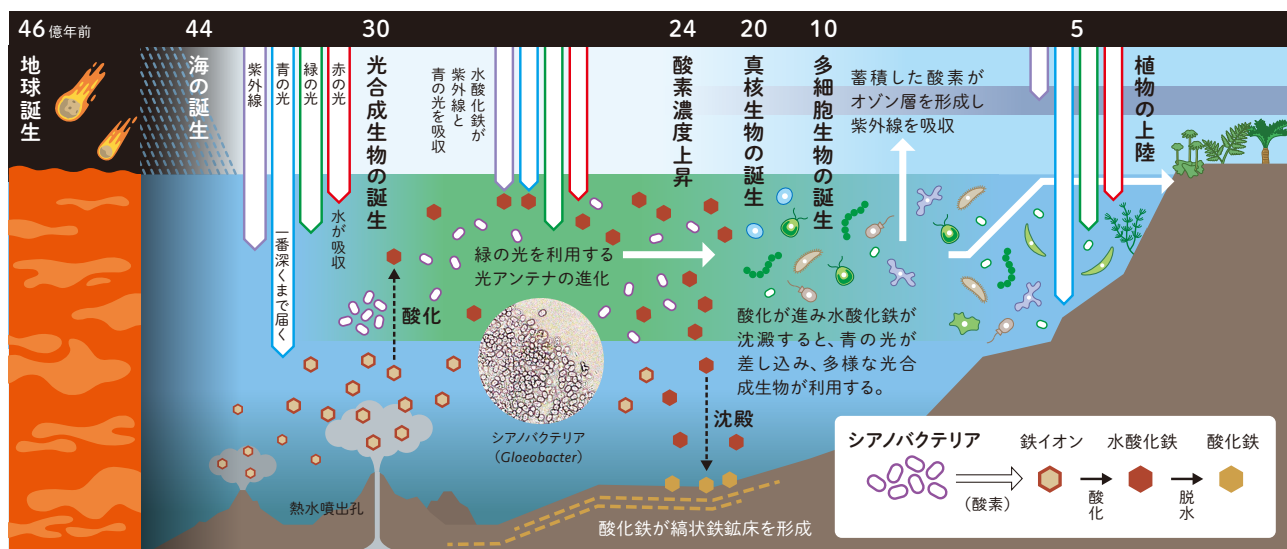 46億年前
44
30
24
20
10
5
地球誕生
海の誕生
紫外線
青の光
緑の光
赤の光
一番深くまで届く
水が吸収
光合成生物の誕生
水酸化鉄が
紫外線と
青の光を吸収
酸素濃度上昇
真核生物の誕生
多細胞生物の誕生
蓄積した酸素が
オゾン層を形成し
紫外線を吸収
植物の上陸
緑の光を利用する
光アンテナの進化
酸化
酸化が進み水酸化鉄が
沈澱すると、青の光が
差し込み、多様な光合
成生物が利用する。
沈殿
シアノバクテリア
（Gloeobacter）
熱水噴出孔
酸化鉄が縞状鉄鉱床を形成
シアノバクテリア
（酸素）
鉄イオン
酸化
水酸化鉄
脱水
酸化鉄